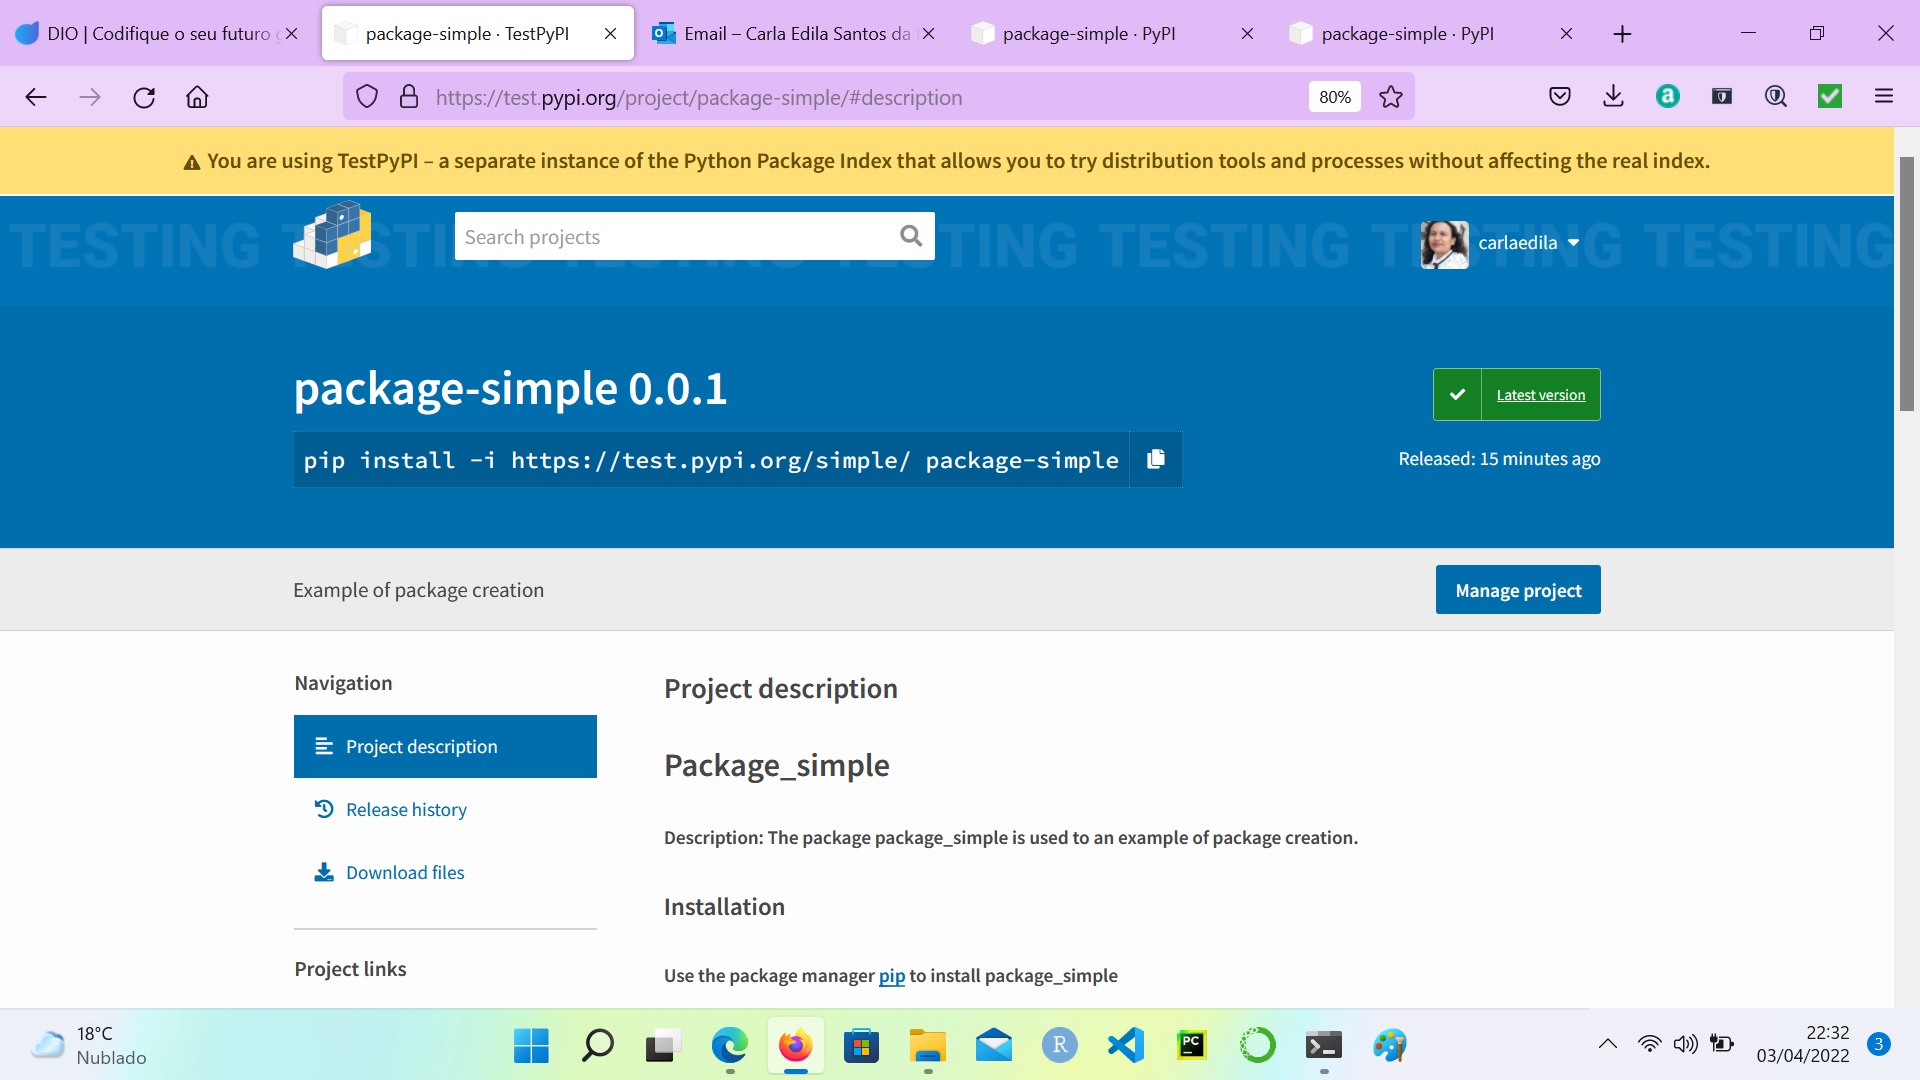 DIO | Codifique o seu futuro
package-simple · TestPyPI
Email – Carla Edila Santos da
package-simple · PyPI
package-simple · PyPI
https://test.pypi.org/project/package-simple/#description
80%
You are using TestPyPI – a separate instance of the Python Package Index that allows you to try distribution tools and processes without affecting the real index.
TESTING TESTING TESTING TESTING TESTING TESTING TESTING
Search projects
carlaedila
package-simple 0.0.1
Latest version
pip install -i https://test.pypi.org/simple/ package-simple
Released: 15 minutes ago
Example of package creation
Manage project
Navigation
Project description
Release history
Download files
Project links
Project description
Package_simple
Description: The package package_simple is used to an example of package creation.
Installation
Use the package manager pip to install package_simple
18°C
Nublado
R
PC
22:32
03/04/2022
3